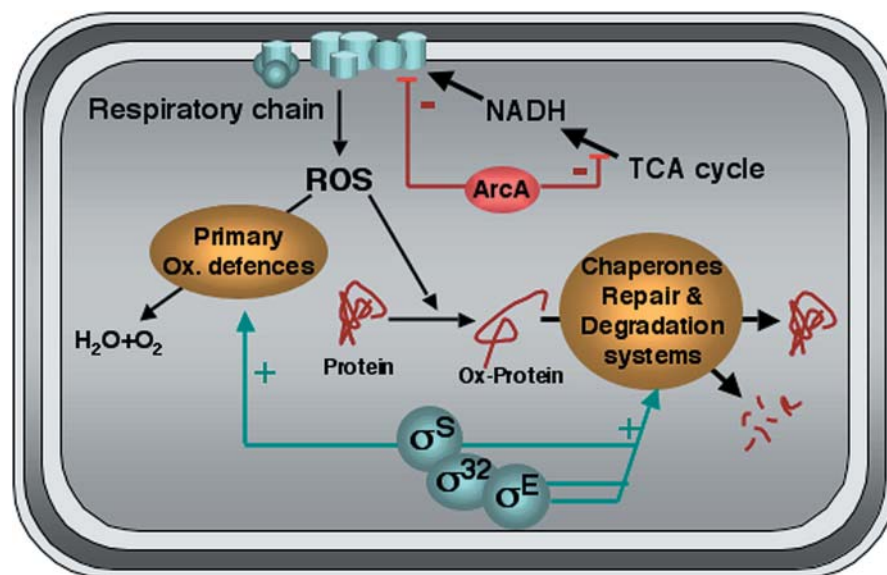 Respiratory chain
NADH
TCA cycle
-
-
ArcA
ROS
Primary
Ox. defences
H₂O+O₂
Protein
Ox-Protein
Chaperones
Repair &
Degradation
systems
+
+
σS
σ32
σE